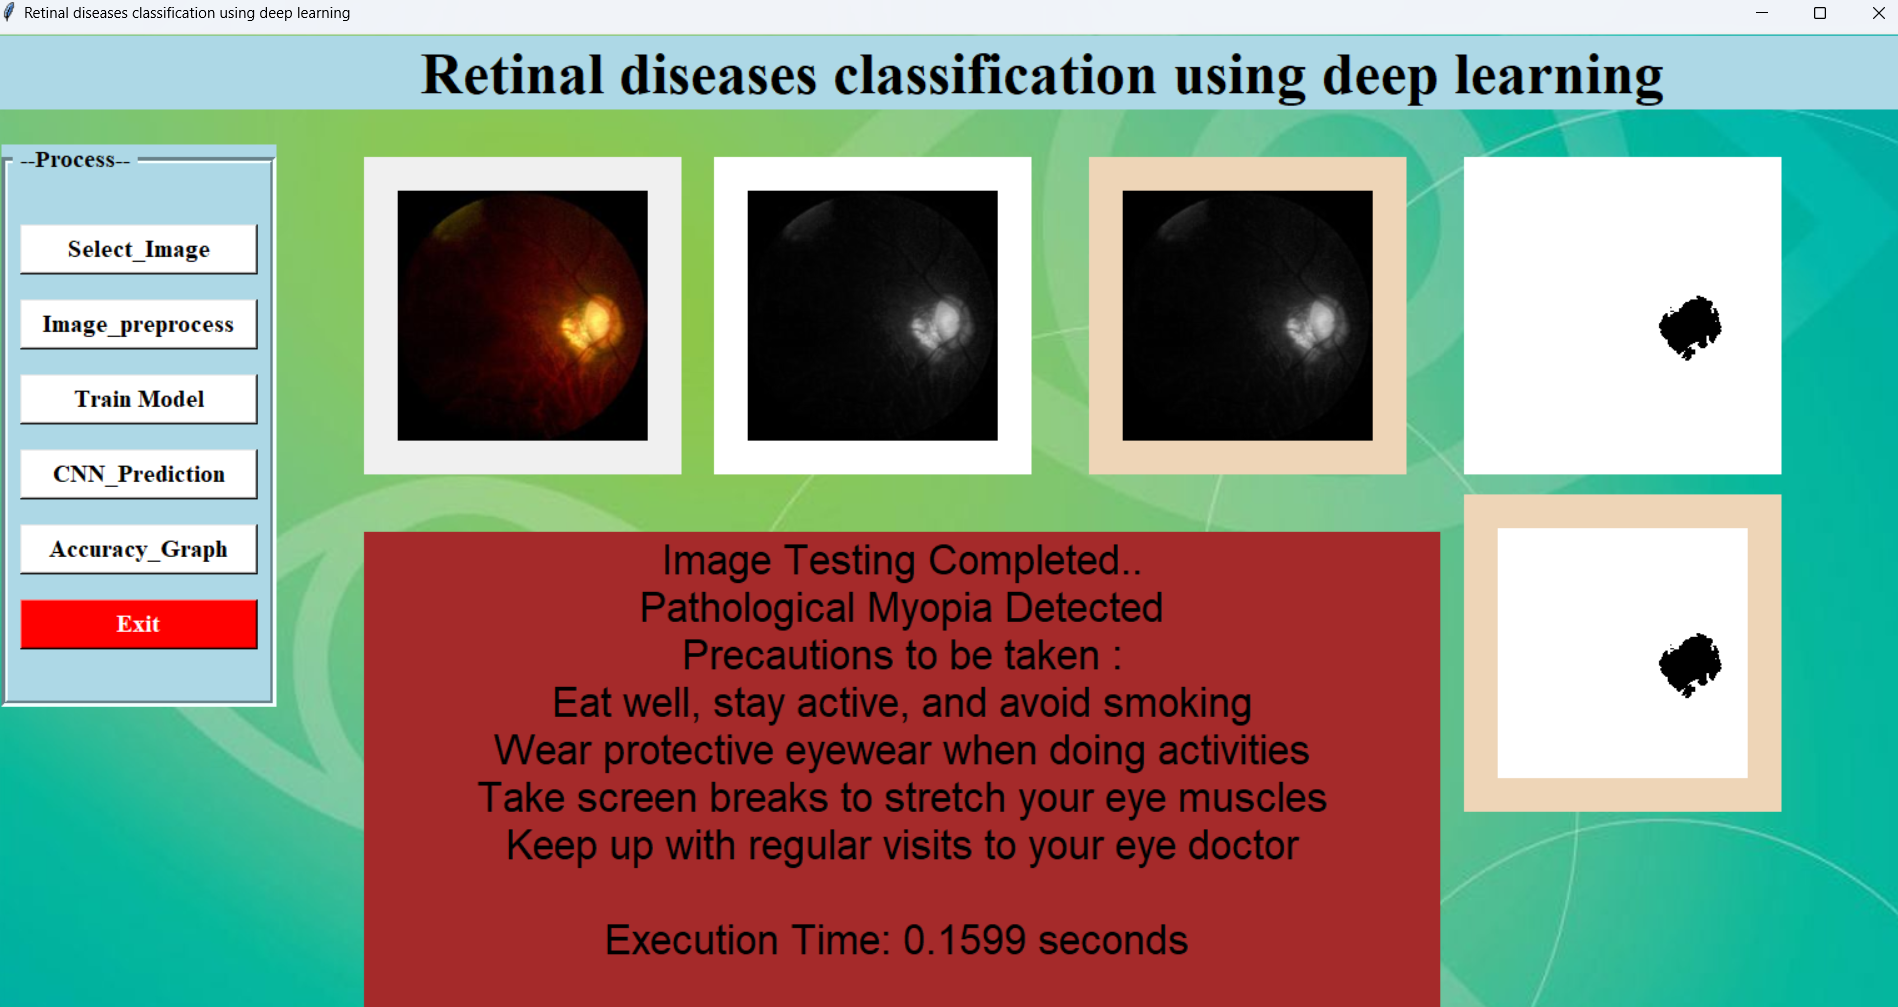 Retinal diseases classification using deep learning
Retinal diseases classification using deep learning
--Process--
Select_Image
Image_preprocess
Train Model
CNN_Prediction
Accuracy_Graph
Exit
Image Testing Completed..
Pathological Myopia Detected
Precautions to be taken :
Eat well, stay active, and avoid smoking
Wear protective eyewear when doing activities
Take screen breaks to stretch your eye muscles
Keep up with regular visits to your eye doctor
Execution Time: 0.1599 seconds